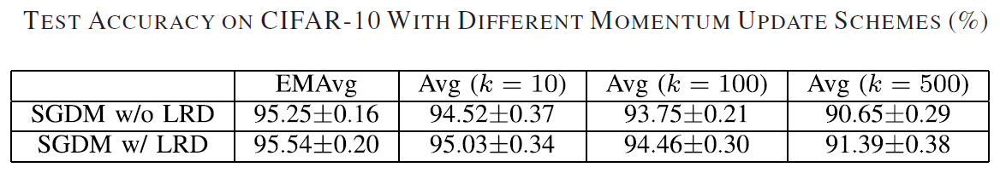 TEST ACCURACY ON CIFAR-10 WITH DIFFERENT MOMENTUM UPDATE SCHEMES (%)
EMAvg Avg (k = 10) Avg (k = 100) Avg (k = 500)
SGDM w/o LRD 95.25±0.16 94.52±0.37 93.75±0.21 90.65±0.29
SGDM w/ LRD 95.54±0.20 95.03±0.34 94.46±0.30 91.39±0.38